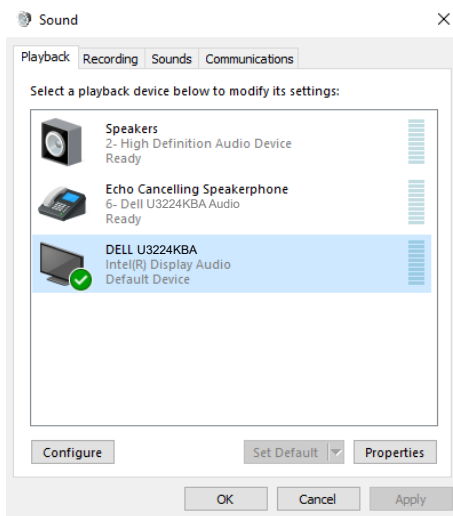 Sound
Playback Recording Sounds Communications
Select a playback device below to modify its settings:
Speakers
2- High Definition Audio Device
Ready
Echo Cancelling Speakerphone
6- Dell U3224KBA Audio
Ready
DELL U3224KBA
Intel(R) Display Audio
Default Device
Configure Set Default Properties
OK Cancel Apply